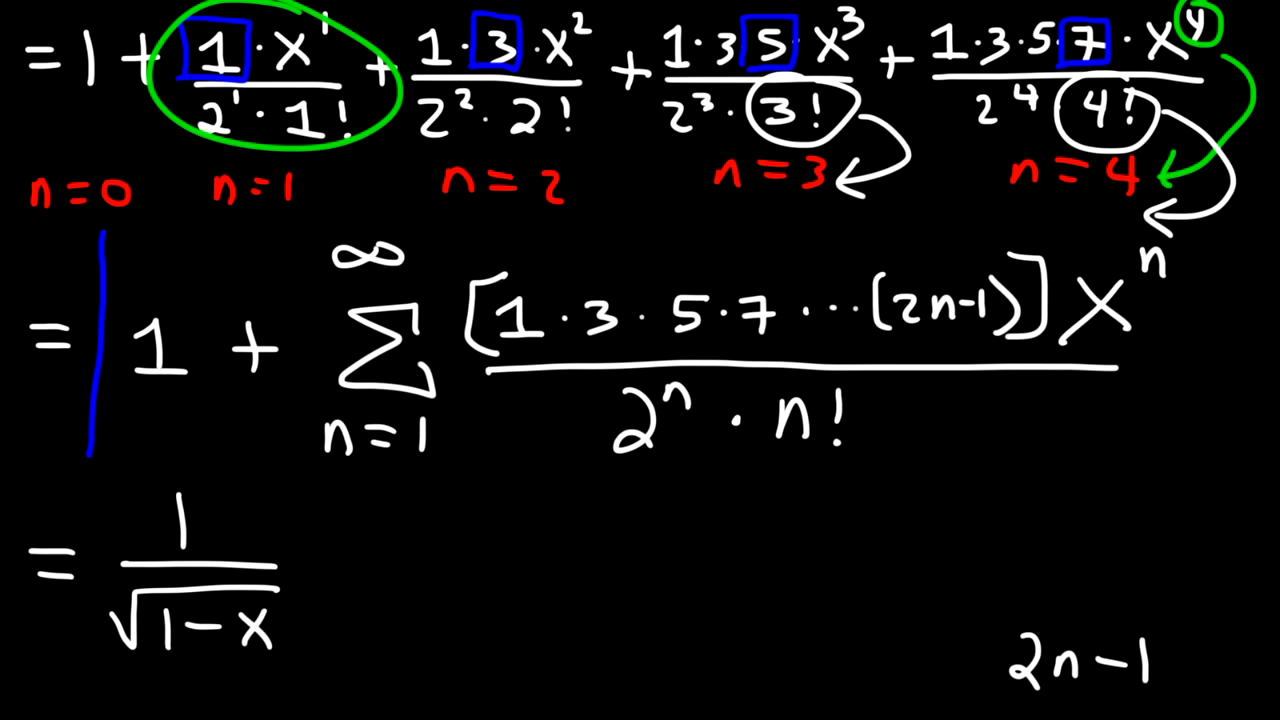 = 1 + 1 · x^1 / 2^1 · 1! + 1 · 3 · x^2 / 2^2 · 2! + 1 · 3 5 · x^3 / 2^3 · 3! + 1 · 3 · 5 · 7 · x^4 / 2^4 4!
n = 0 n = 1 n = 2 n = 3 n = 4
= 1 + ∞ Σ n = 1 [1 · 3 · 5 · 7 · ... (2n-1)] x^n / 2^n · n!
= 1 / √(1 - x)
2n - 1